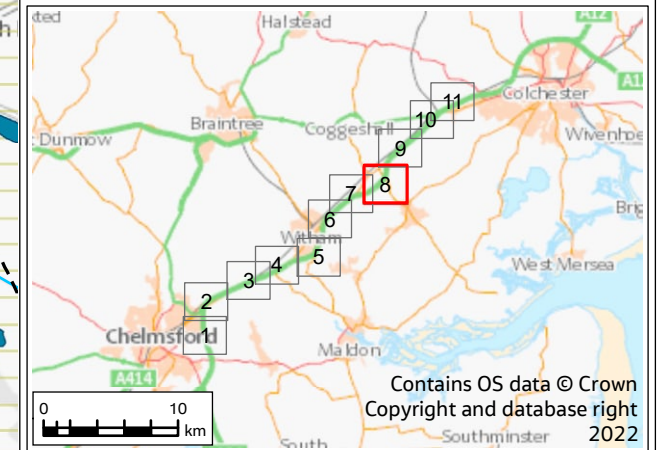 h
ted
Halstead
A12
A1
Colchester
11
Braintree
Coggeshall
10
Wivenhoe
Dunmow
9
8
7
6
Brig
Witham
5
4
West Mersea
3
2
Chelmsford
1
Maldon
A414
Contains OS data © Crown
Copyright and database right
2022
0 10
km
South
Southminster